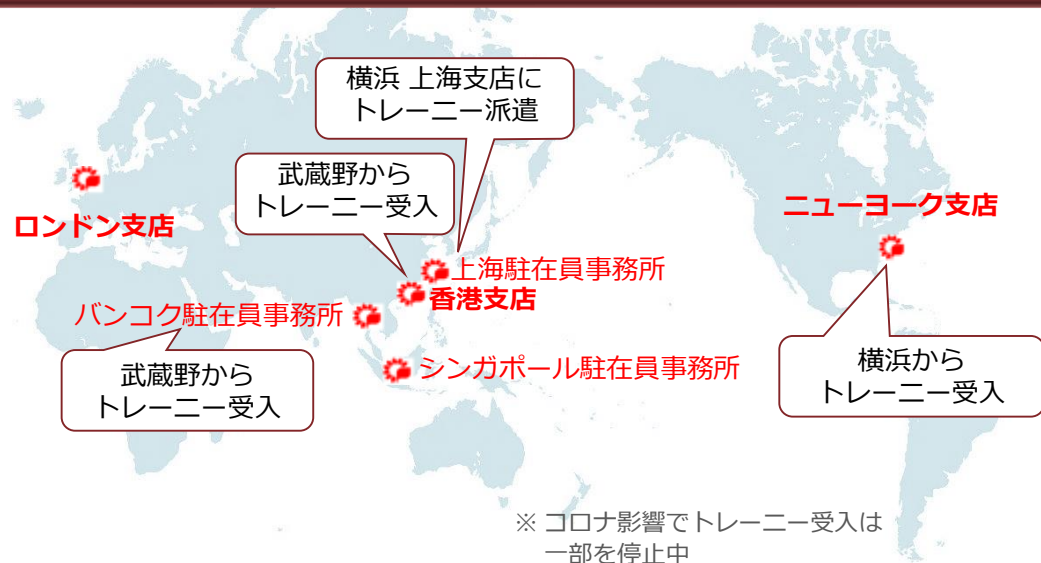 横浜 上海支店に
トレーニー派遣
武蔵野から
トレーニー受入
ロンドン支店
ニューヨーク支店
上海駐在員事務所
香港支店
バンコク駐在員事務所
武蔵野から
トレーニー受入
シンガポール駐在員事務所
横浜から
トレーニー受入
※ コロナ影響でトレーニー受入は
一部を停止中